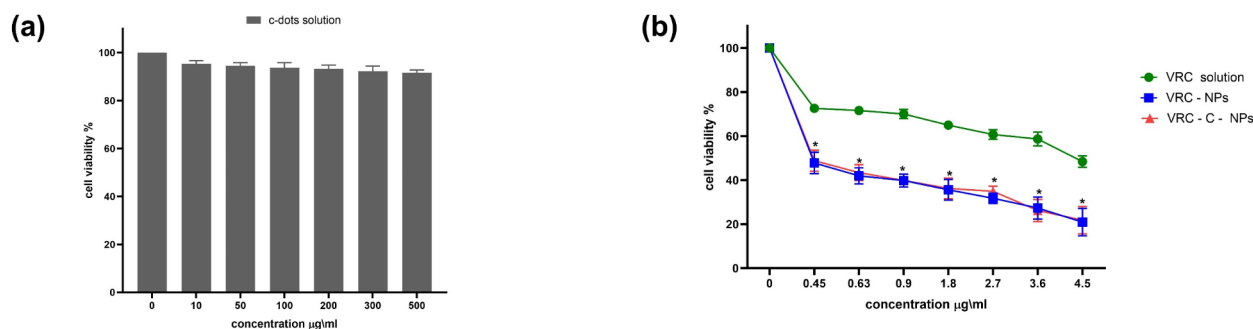 (a)
c-dots solution
cell viability %
100
80
60
40
20
0
0 10 50 100 200 300 500
concentration µg\ml
(b)
cell viability %
100
80
60
40
20
0
* * * * * * *
0 0.45 0.63 0.9 1.8 2.7 3.6 4.5
concentration µg\ml
VRC solution
VRC - NPs
VRC - C - NPs